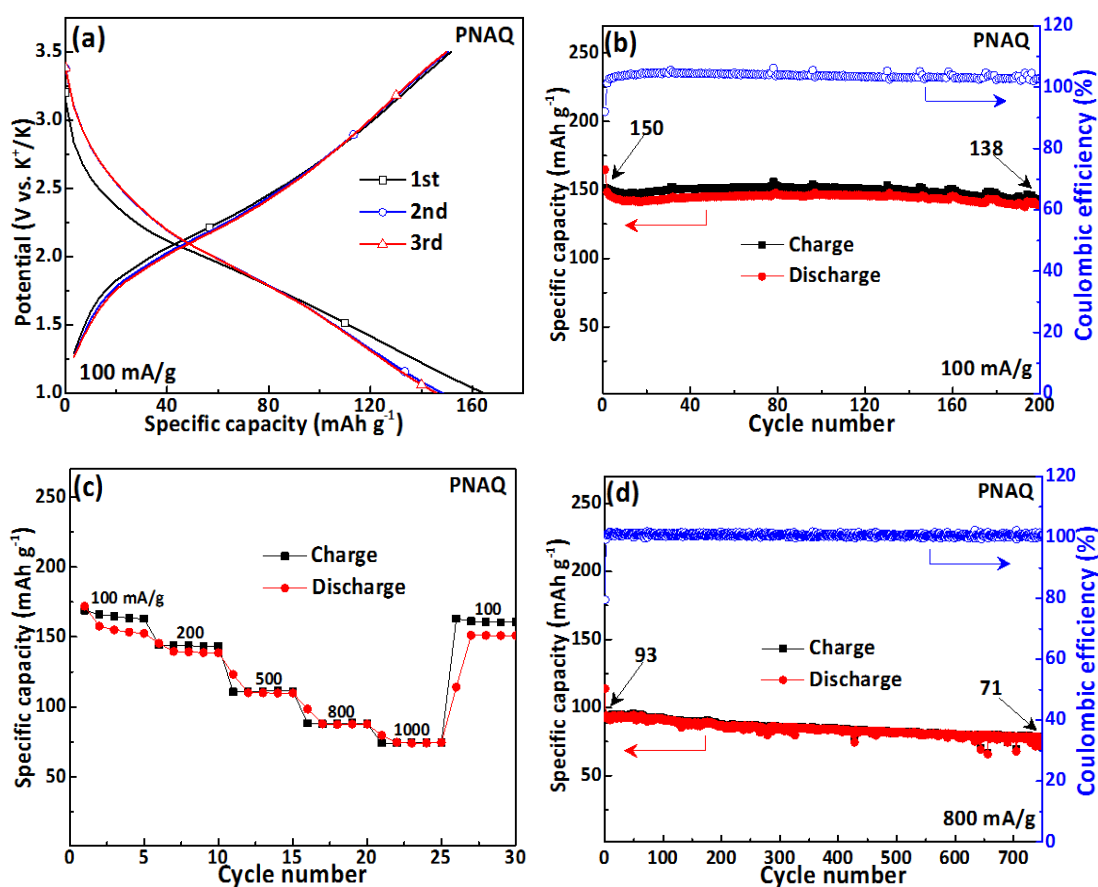 (a)
PNAQ
3.5
3.0
2.5
2.0
1.5
1.0
Potential (V vs. K⁺/K)
1st
2nd
3rd
100 mA/g
0 40 80 120 160
Specific capacity (mAh g⁻¹)
(b)
PNAQ
250
200
150
100
50
Specific capacity (mAh g⁻¹)
150
138
Charge
Discharge
100 mA/g
120
100
80
60
40
20
0
Coulombic efficiency (%)
0 40 80 120 160 200
Cycle number
(c)
PNAQ
250
200
150
100
50
Specific capacity (mAh g⁻¹)
Charge
Discharge
100 mA/g
200
500
800
1000
100
0 5 10 15 20 25 30
Cycle number
(d)
PNAQ
250
200
150
100
50
Specific capacity (mAh g⁻¹)
93
71
Charge
Discharge
800 mA/g
120
100
80
60
40
20
0
Coulombic efficiency (%)
0 100 200 300 400 500 600 700
Cycle number